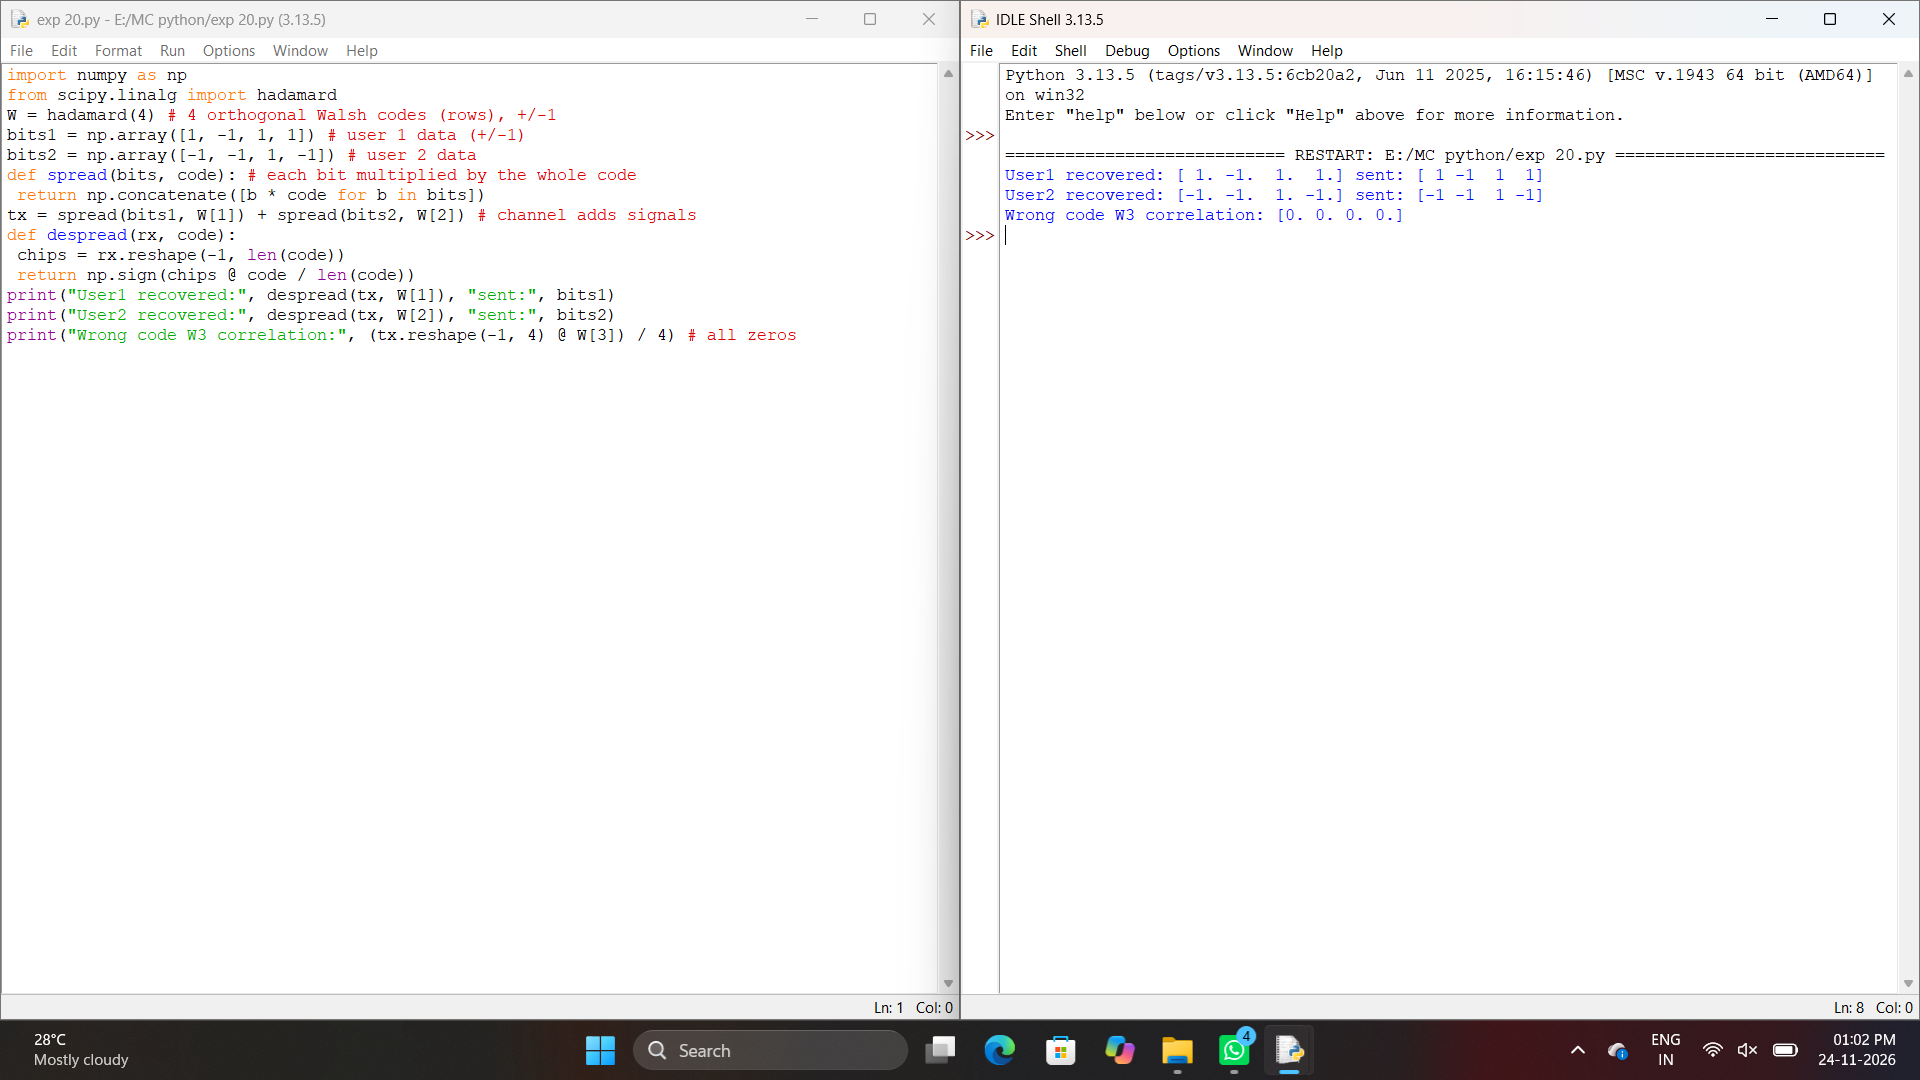 exp 20.py - E:/MC python/exp 20.py (3.13.5)
File Edit Format Run Options Window Help
import numpy as np
from scipy.linalg import hadamard
W = hadamard(4) # 4 orthogonal Walsh codes (rows), +/-1
bits1 = np.array([1, -1, 1, 1]) # user 1 data (+/-1)
bits2 = np.array([-1, -1, 1, -1]) # user 2 data
def spread(bits, code): # each bit multiplied by the whole code
 return np.concatenate([b * code for b in bits])
tx = spread(bits1, W[1]) + spread(bits2, W[2]) # channel adds signals
def despread(rx, code):
 chips = rx.reshape(-1, len(code))
 return np.sign(chips @ code / len(code))
print("User1 recovered:", despread(tx, W[1]), "sent:", bits1)
print("User2 recovered:", despread(tx, W[2]), "sent:", bits2)
print("Wrong code W3 correlation:", (tx.reshape(-1, 4) @ W[3]) / 4) # all zeros
Ln: 1 Col: 0
IDLE Shell 3.13.5
File Edit Shell Debug Options Window Help
Python 3.13.5 (tags/v3.13.5:6cb20a2, Jun 11 2025, 16:15:46) [MSC v.1943 64 bit (AMD64)]
on win32
Enter "help" below or click "Help" above for more information.
>>>
============================ RESTART: E:/MC python/exp 20.py ===========================
User1 recovered: [ 1. -1.  1.  1.] sent: [ 1 -1  1  1]
User2 recovered: [-1. -1.  1. -1.] sent: [-1 -1  1 -1]
Wrong code W3 correlation: [0. 0. 0. 0.]
>>>
Ln: 8 Col: 0
28°C
Mostly cloudy
Search
4
ENG
IN
01:02 PM
24-11-2026